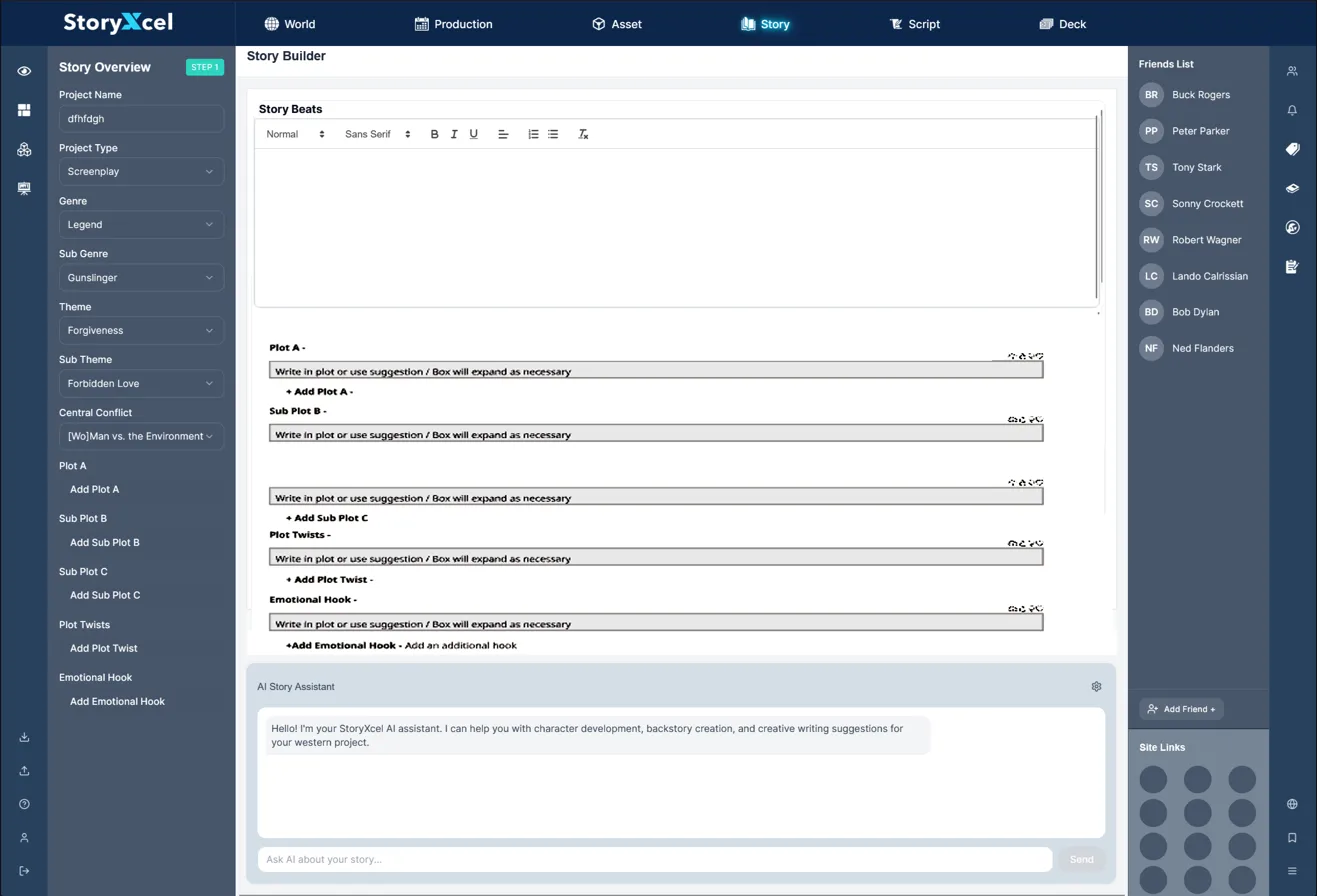 StoryXcel
World
Production
Asset
Story
Script
Deck
Story Overview
STEP 1
Project Name
dfhfdgh
Project Type
Screenplay
Genre
Legend
Sub Genre
Gunslinger
Theme
Forgiveness
Sub Theme
Forbidden Love
Central Conflict
[Wo]Man vs. the Environment
Plot A
Add Plot A
Sub Plot B
Add Sub Plot B
Sub Plot C
Add Sub Plot C
Plot Twists
Add Plot Twist
Emotional Hook
Add Emotional Hook
Story Builder
Story Beats
Normal
Sans Serif
B I U
Plot A -
Write in plot or use suggestion / Box will expand as necessary
+ Add Plot A -
Sub Plot B -
Write in plot or use suggestion / Box will expand as necessary
Write in plot or use suggestion / Box will expand as necessary
+ Add Sub Plot C
Plot Twists -
Write in plot or use suggestion / Box will expand as necessary
+ Add Plot Twist -
Emotional Hook -
Write in plot or use suggestion / Box will expand as necessary
+Add Emotional Hook - Add an additional hook
AI Story Assistant
Hello! I'm your StoryXcel AI assistant. I can help you with character development, backstory creation, and creative writing suggestions for
your western project.
Ask AI about your story...
Send
Friends List
BR Buck Rogers
PP Peter Parker
TS Tony Stark
SC Sonny Crockett
RW Robert Wagner
LC Lando Calrissian
BD Bob Dylan
NF Ned Flanders
Add Friend +
Site Links